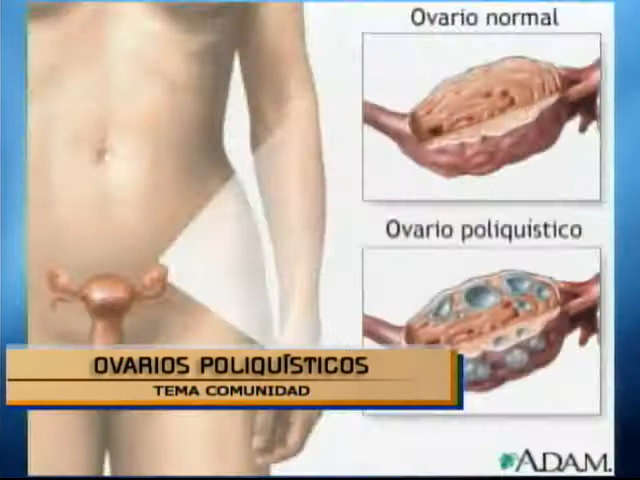 Ovario normal
Ovario poliquístico
OVARIOS POLIQUÍSTICOS
TEMA COMUNIDAD
ADAM.